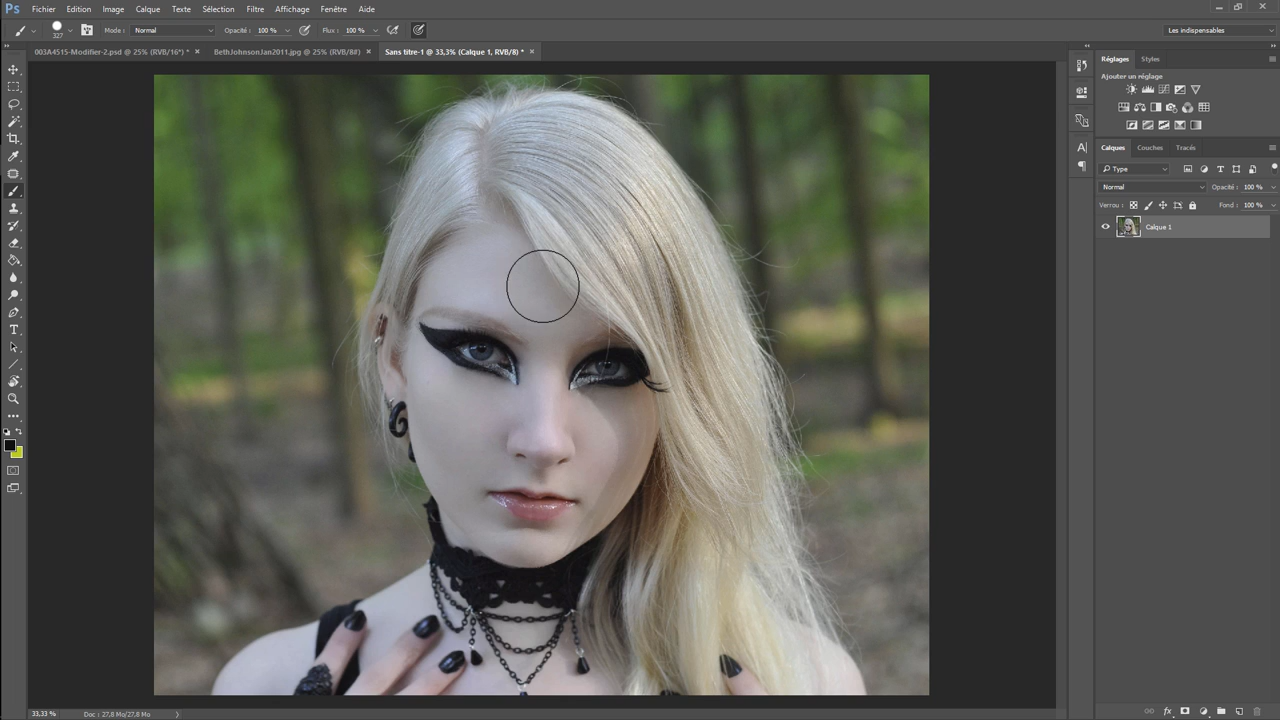 Ps Fichier Edition Image Calque Texte Sélection Filtre Affichage Fenêtre Aide
327 Mode : Normal Opacité : 100 % Flux : 100 % Les indispensables
003A4515-Modifier-2.psd @ 25% (RVB/16*) * × BethJohnsonJan2011.jpg @ 25% (RVB/8#) × Sans titre-1 @ 33,3% (Calque 1, RVB/8) * ×
Réglages Styles
Ajouter un réglage
Calques Couches Tracés
Type
Normal Opacité : 100 %
Verrou : Fond : 100 %
Calque 1
33,33 % Doc : 27,8 Mo/27,8 Mo